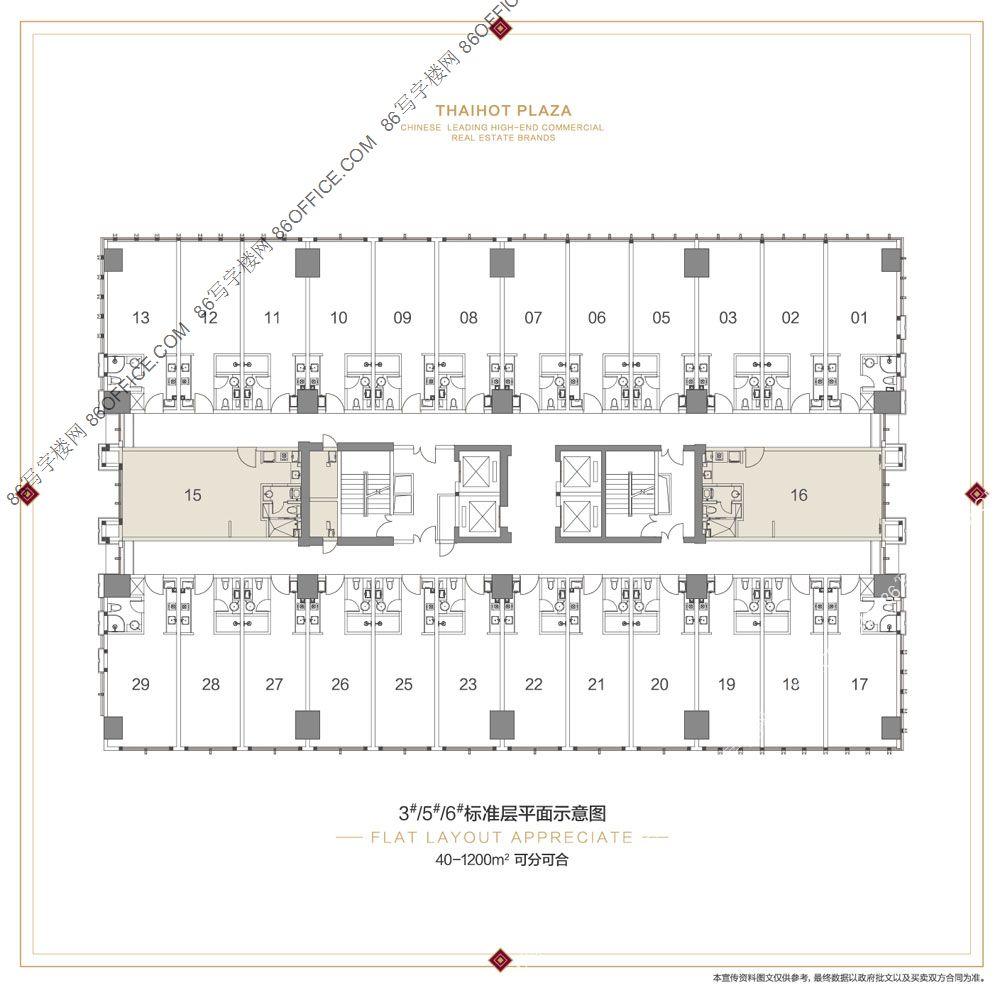 THAIHOT PLAZA
CHINESE LEADING HIGH-END COMMERCIAL
REAL ESTATE BRANDS
86写字楼网 86OFFICE.COM 86写字楼网 86OFFICE.COM 86写字楼网 86OFFICE
13 12 11 10 09 08 07 06 05 03 02 01
15 16
29 28 27 26 25 23 22 21 20 19 18 17
3#/5#/6#标准层平面示意图
FLAT LAYOUT APPRECIATE
40-1200m² 可分可合
本宣传资料图文仅供参考, 最终数据以政府批文以及买卖双方合同为准。